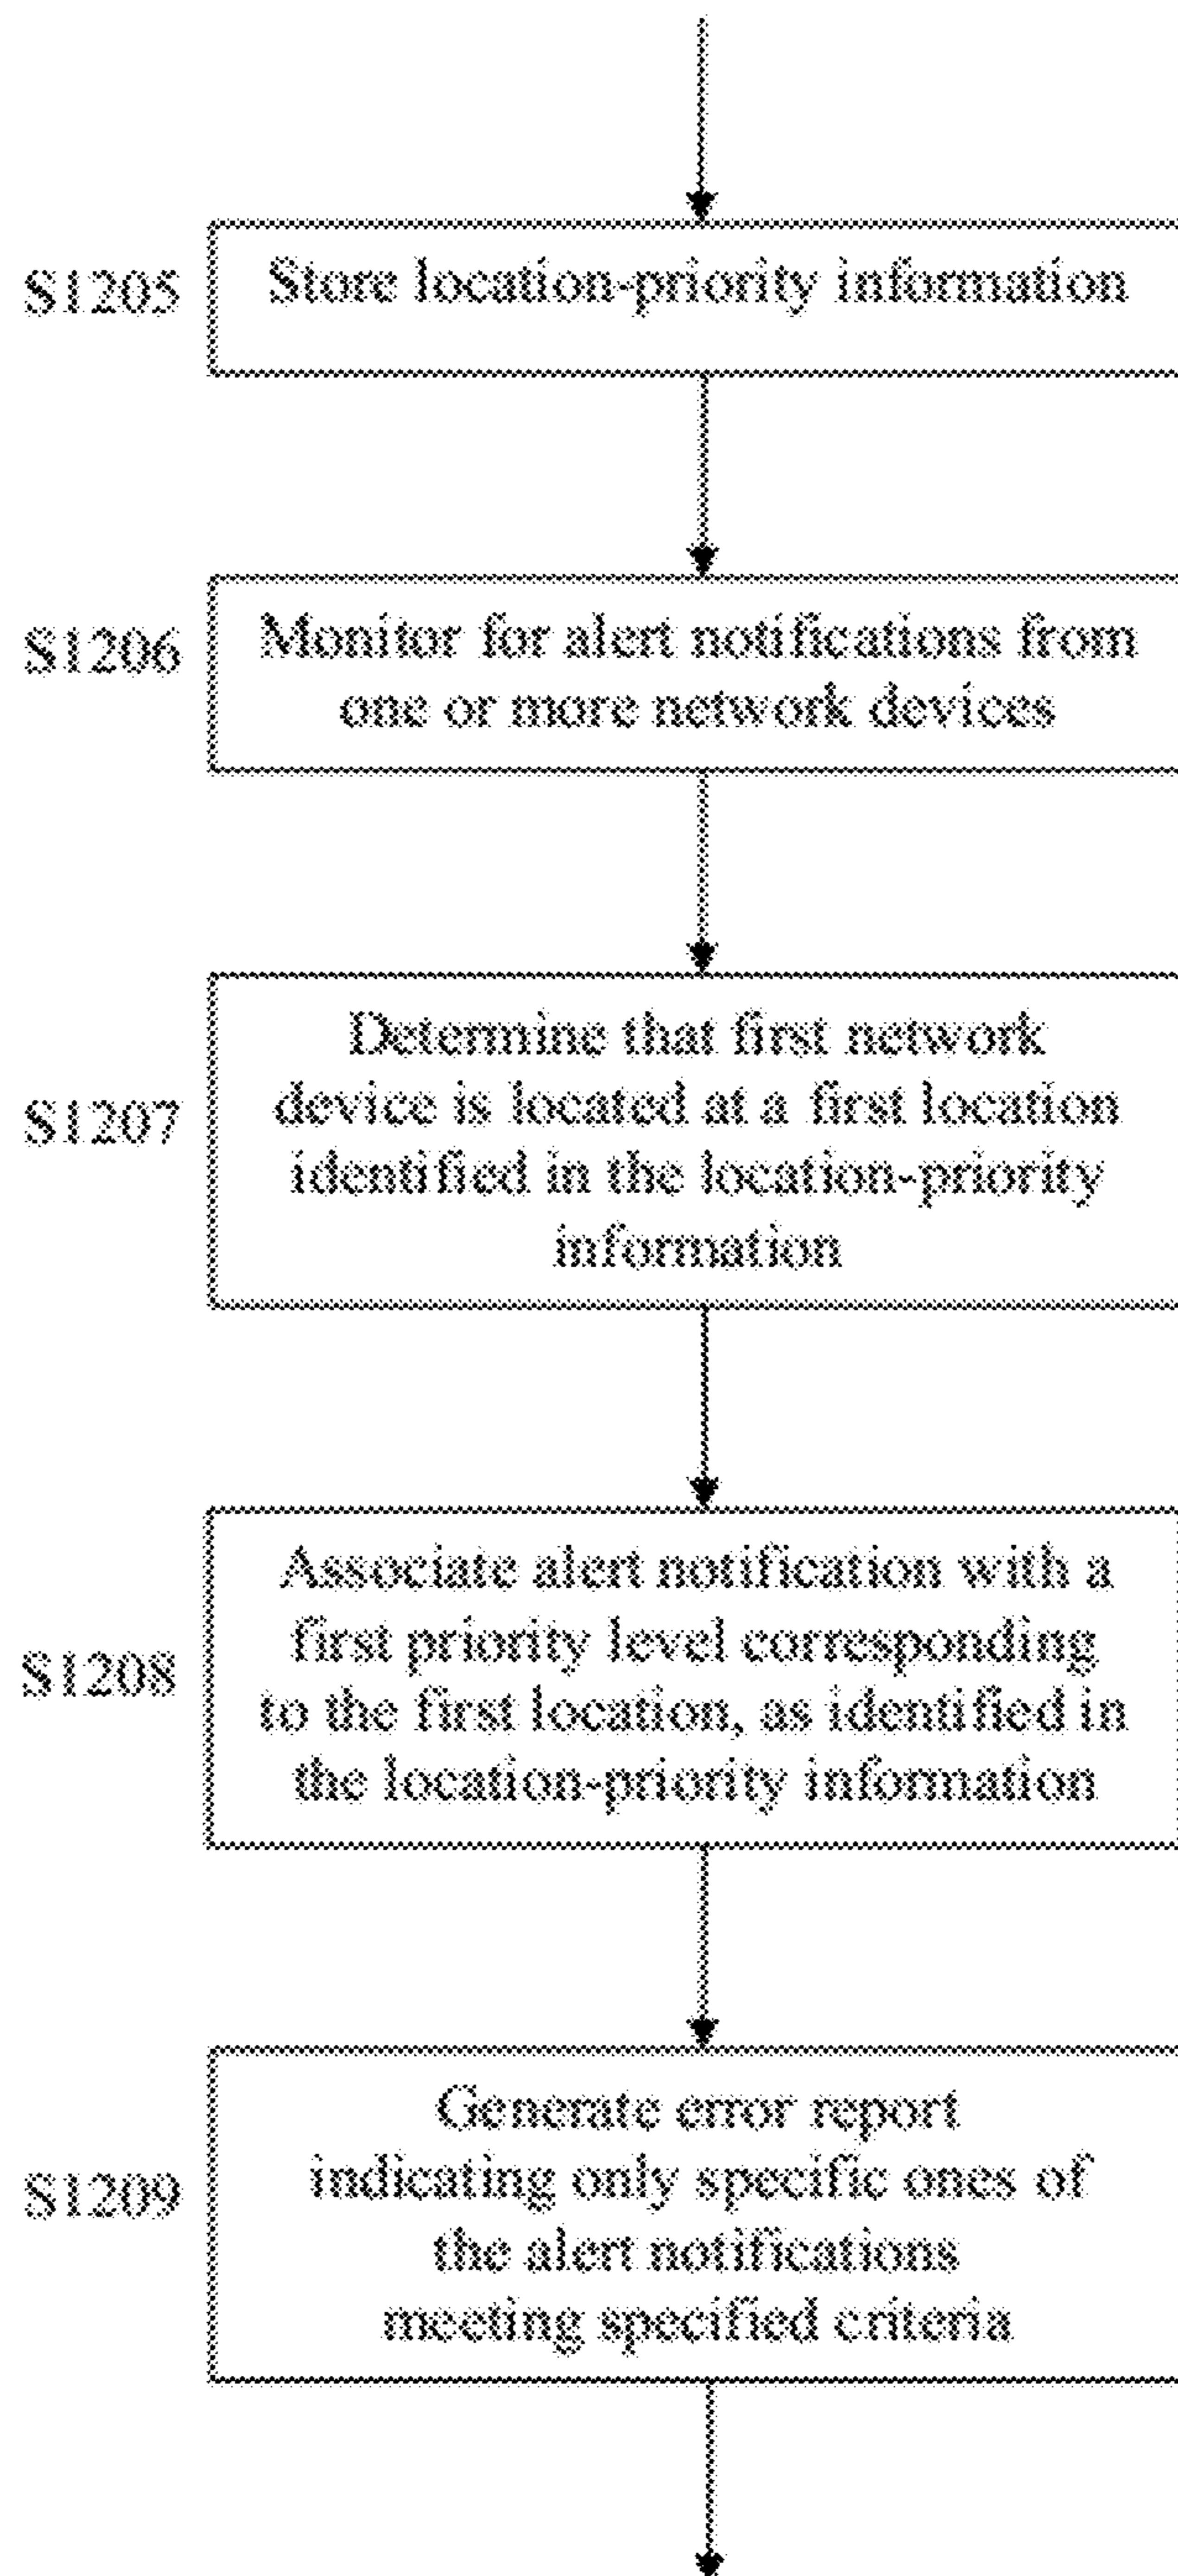 S1205
Store location-priority information
S1206
Monitor for alert notifications from
one or more network devices
S1207
Determine that first network
device is located at a first location
identified in the location-priority
information
S1208
Associate alert notification with a
first priority level corresponding
to the first location, as identified in
the location-priority information
S1209
Generate error report
indicating only specific ones of
the alert notifications
meeting specified criteria